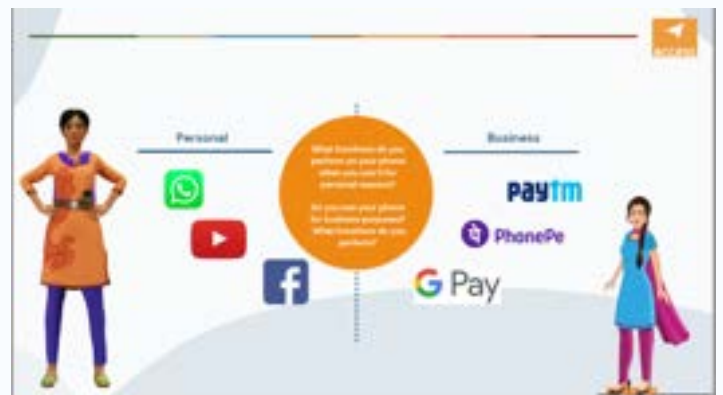 access
Personal
Business
What functions do you
perform on your phone
when you use it for
personal reasons?
Do you use your phone
for business purposes?
What functions do you
perform?
paytm
PhonePe
f
G Pay